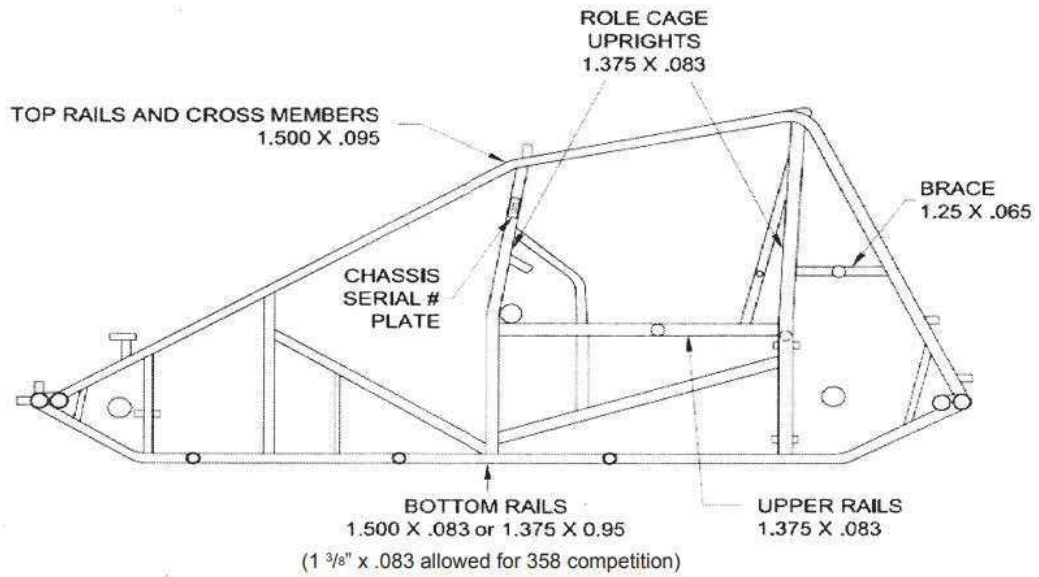 ROLE CAGE
UPRIGHTS
1.375 X .083
TOP RAILS AND CROSS MEMBERS
1.500 X .095
BRACE
1.25 X .065
CHASSIS
SERIAL #
PLATE
BOTTOM RAILS
1.500 X .083 or 1.375 X 0.95
(1 3/8" x .083 allowed for 358 competition)
UPPER RAILS
1.375 X .083